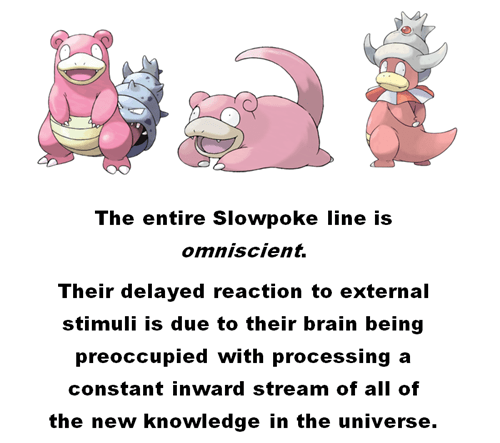 The entire Slowpoke line is
omniscient.
Their delayed reaction to external
stimuli is due to their brain being
preoccupied with processing a
constant inward stream of all of
the new knowledge in the universe.